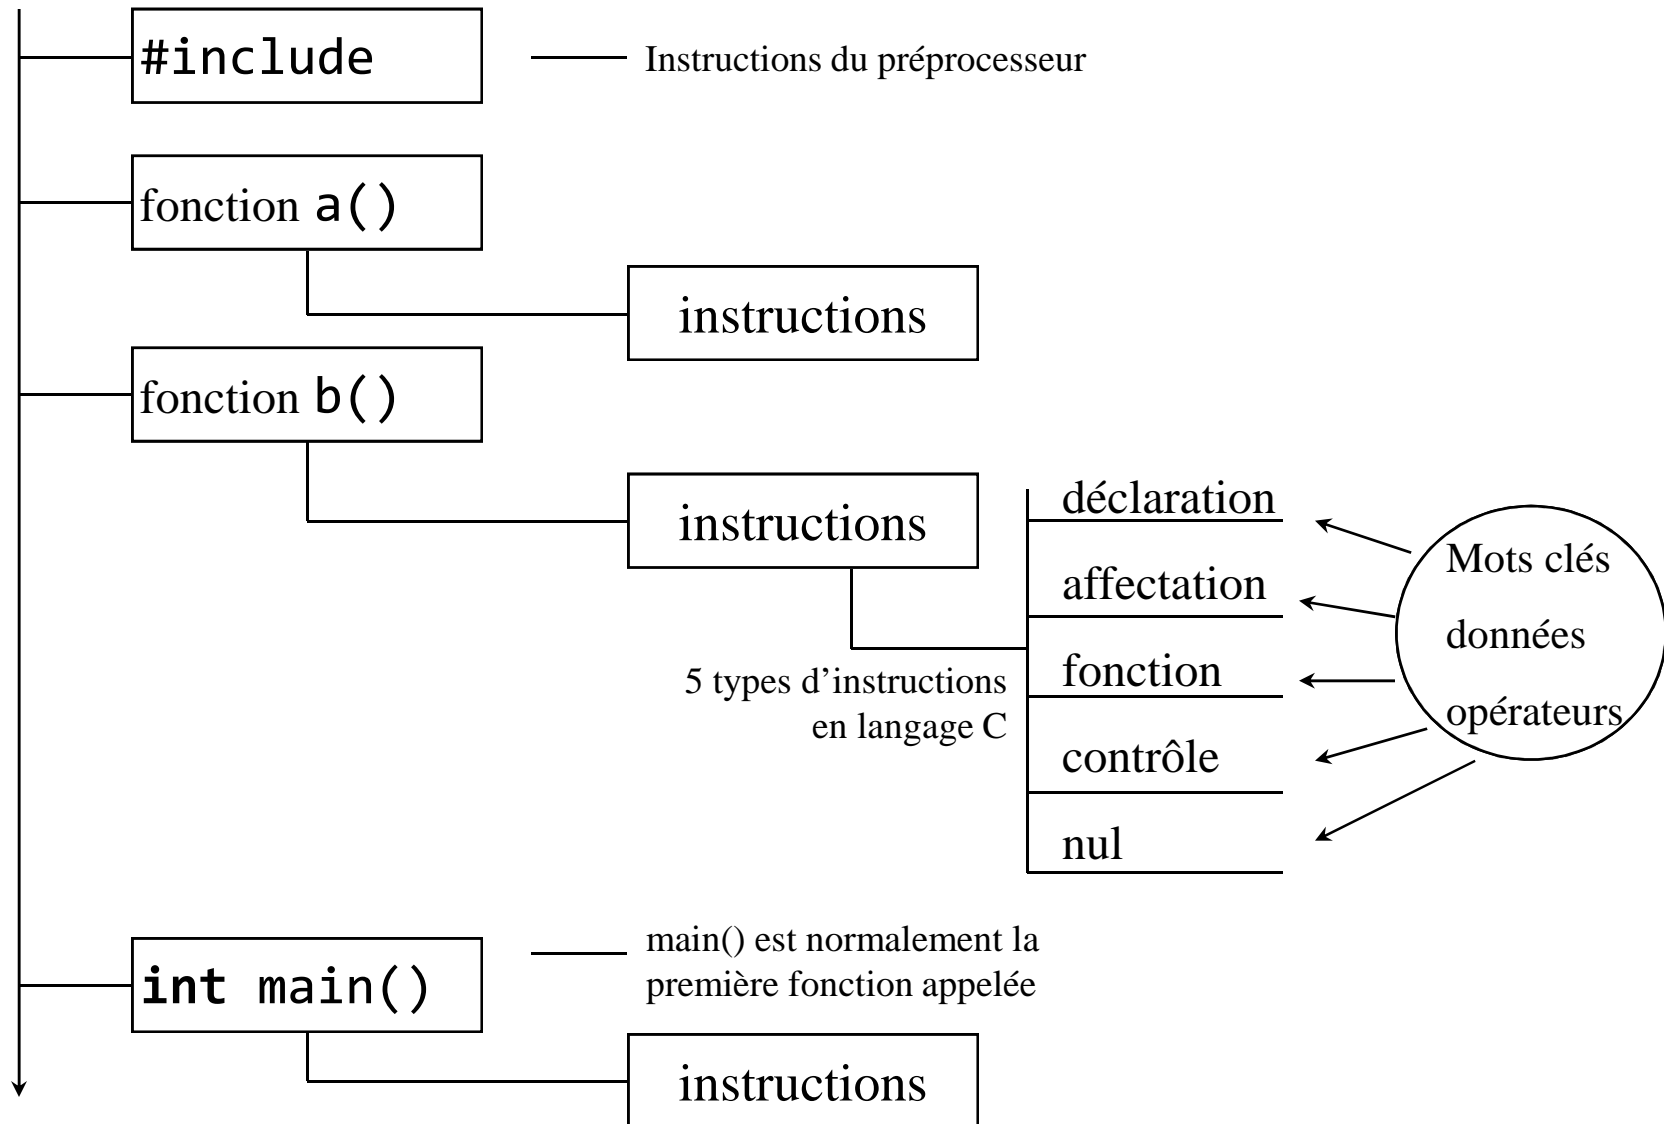 #include
Instructions du préprocesseur
fonction a()
instructions
fonction b()
instructions
5 types d’instructions
en langage C
déclaration
affectation
fonction
contrôle
nul
Mots clés
données
opérateurs
int main()
main() est normalement la
première fonction appelée
instructions